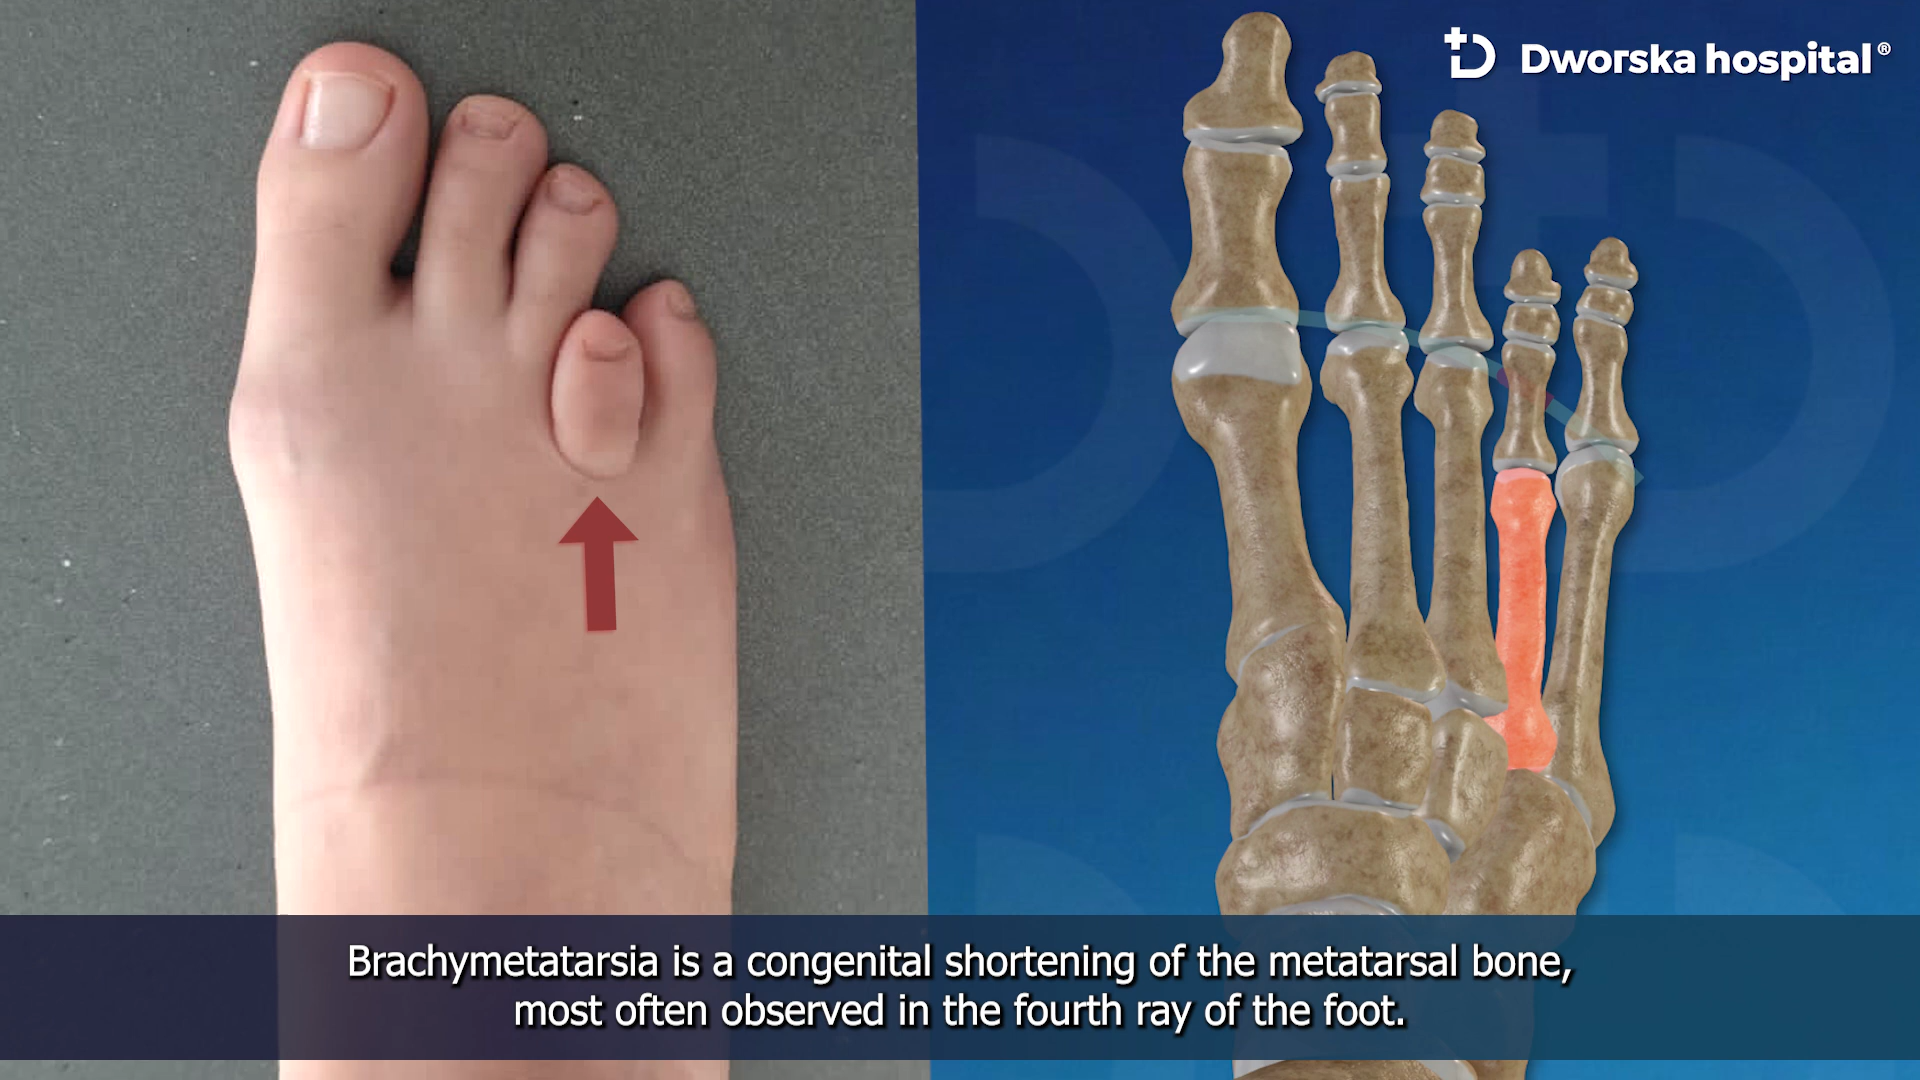 Dworska hospital®
Brachymetatarsia is a congenital shortening of the metatarsal bone,
most often observed in the fourth ray of the foot.